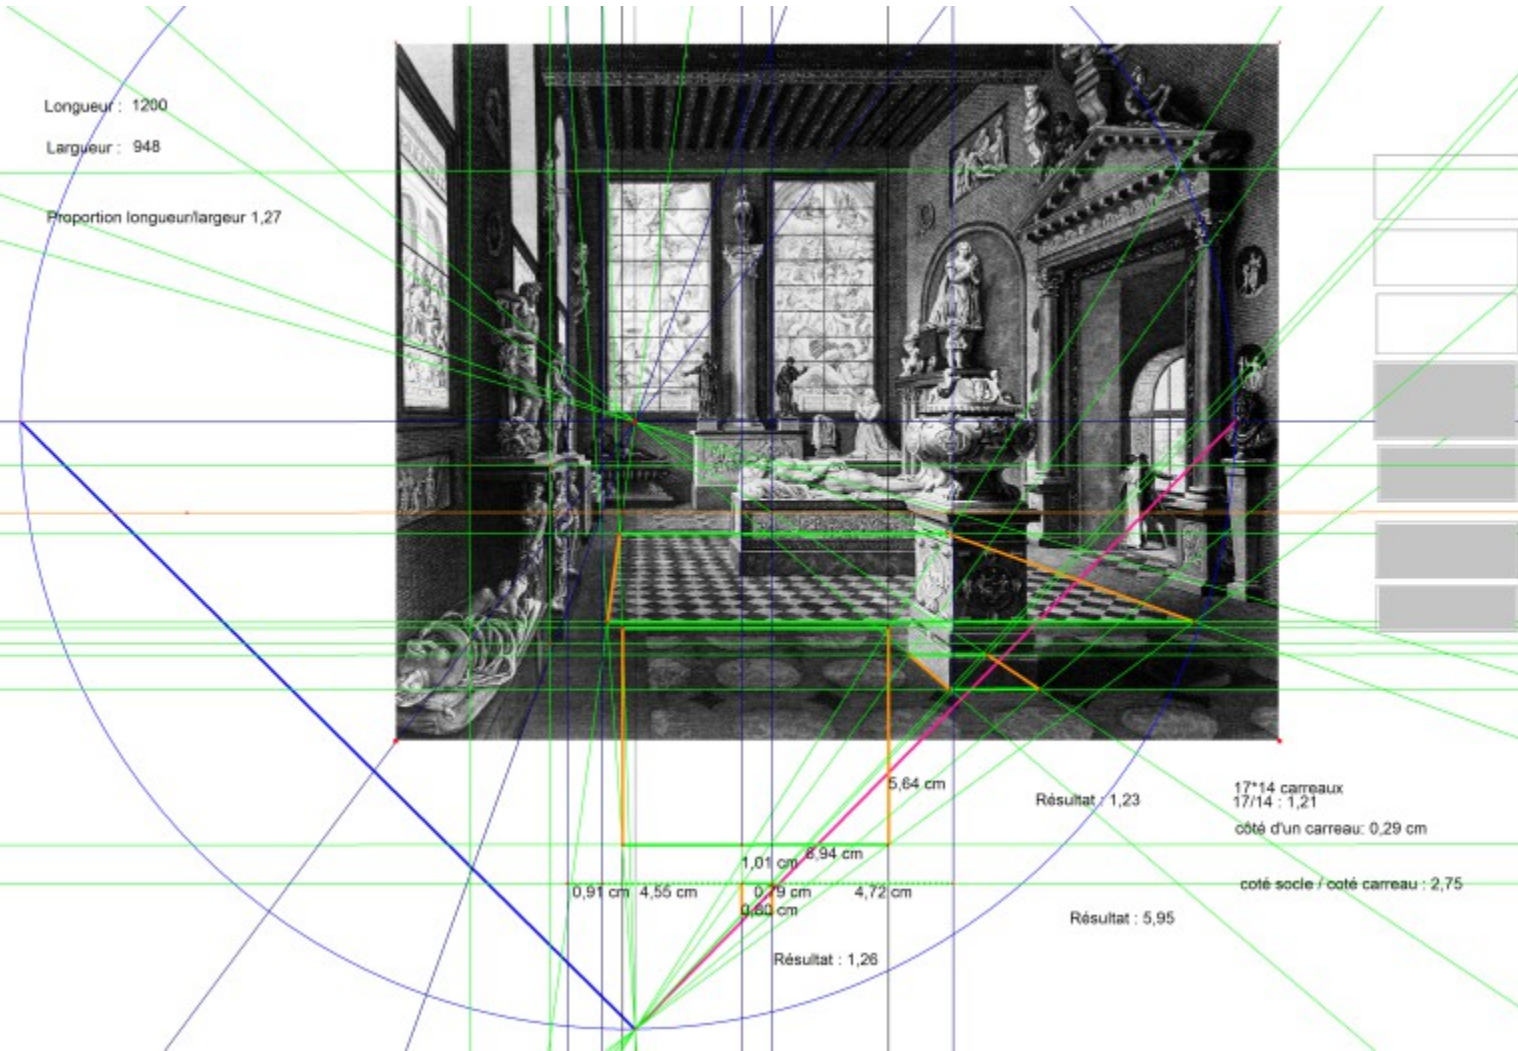 Longueur : 1200
Largueur : 948
Proportion longueur/largeur 1,27
5,64 cm
Résultat : 1,23
17*14 carreaux
17/14 : 1,21
côté d'un carreau: 0,29 cm
1,01 cm
6,94 cm
0,91 cm 4,55 cm 0,79 cm 4,72 cm
0,80 cm
coté socle / coté carreau : 2,75
Résultat : 5,95
Résultat : 1,26